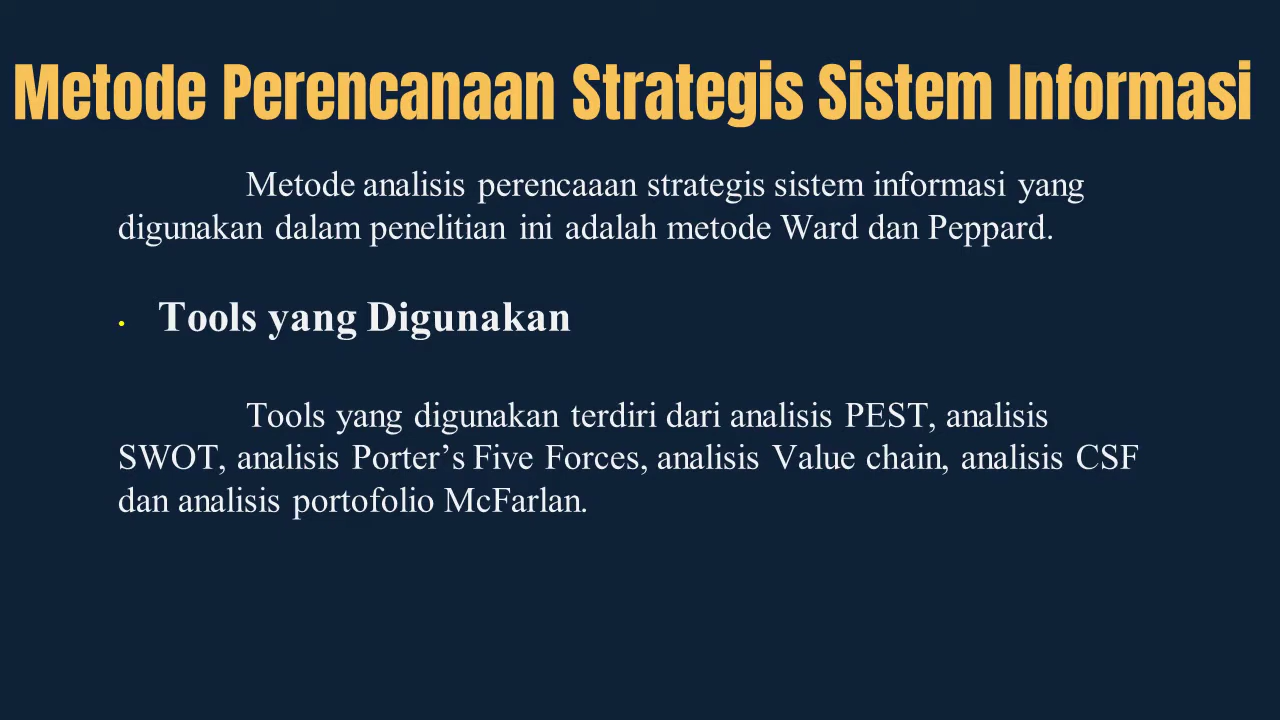 Metode Perencanaan Strategis Sistem Informasi
Metode analisis perencaaan strategis sistem informasi yang
digunakan dalam penelitian ini adalah metode Ward dan Peppard.
• Tools yang Digunakan
Tools yang digunakan terdiri dari analisis PEST, analisis
SWOT, analisis Porter’s Five Forces, analisis Value chain, analisis CSF
dan analisis portofolio McFarlan.